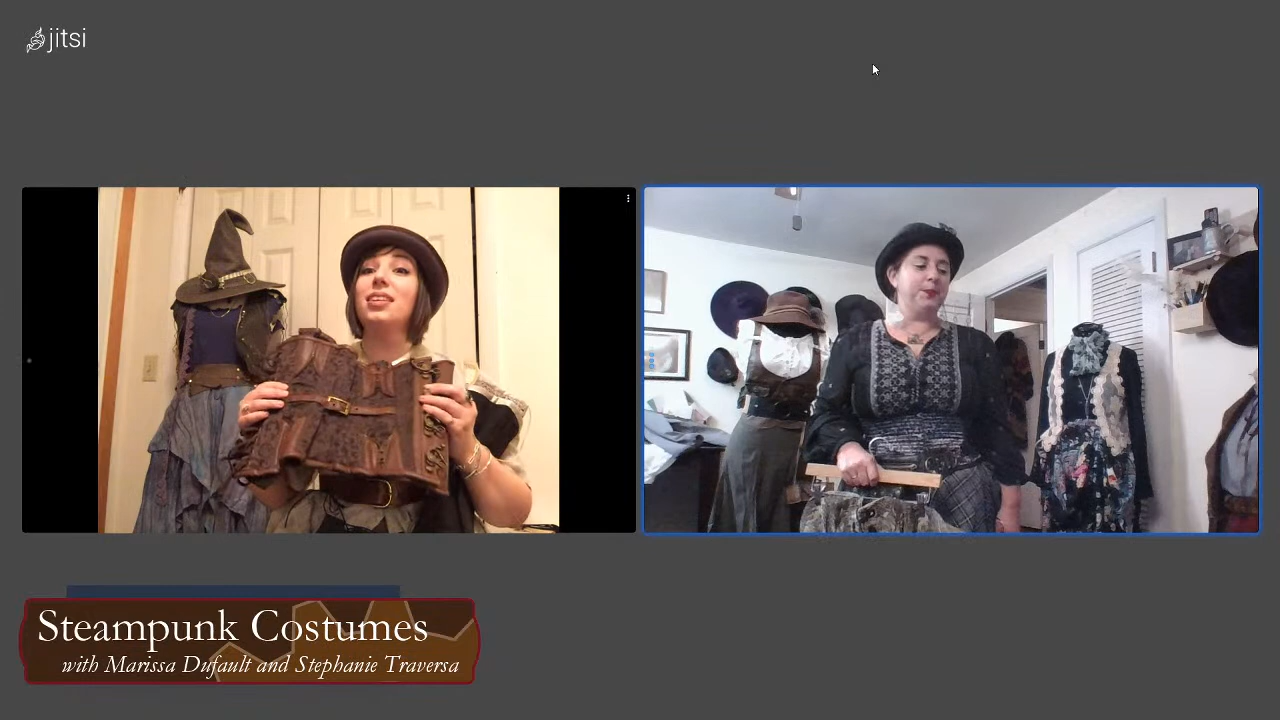 jitsi
Steampunk Costumes
with Marissa Dufault and Stephanie Traversa